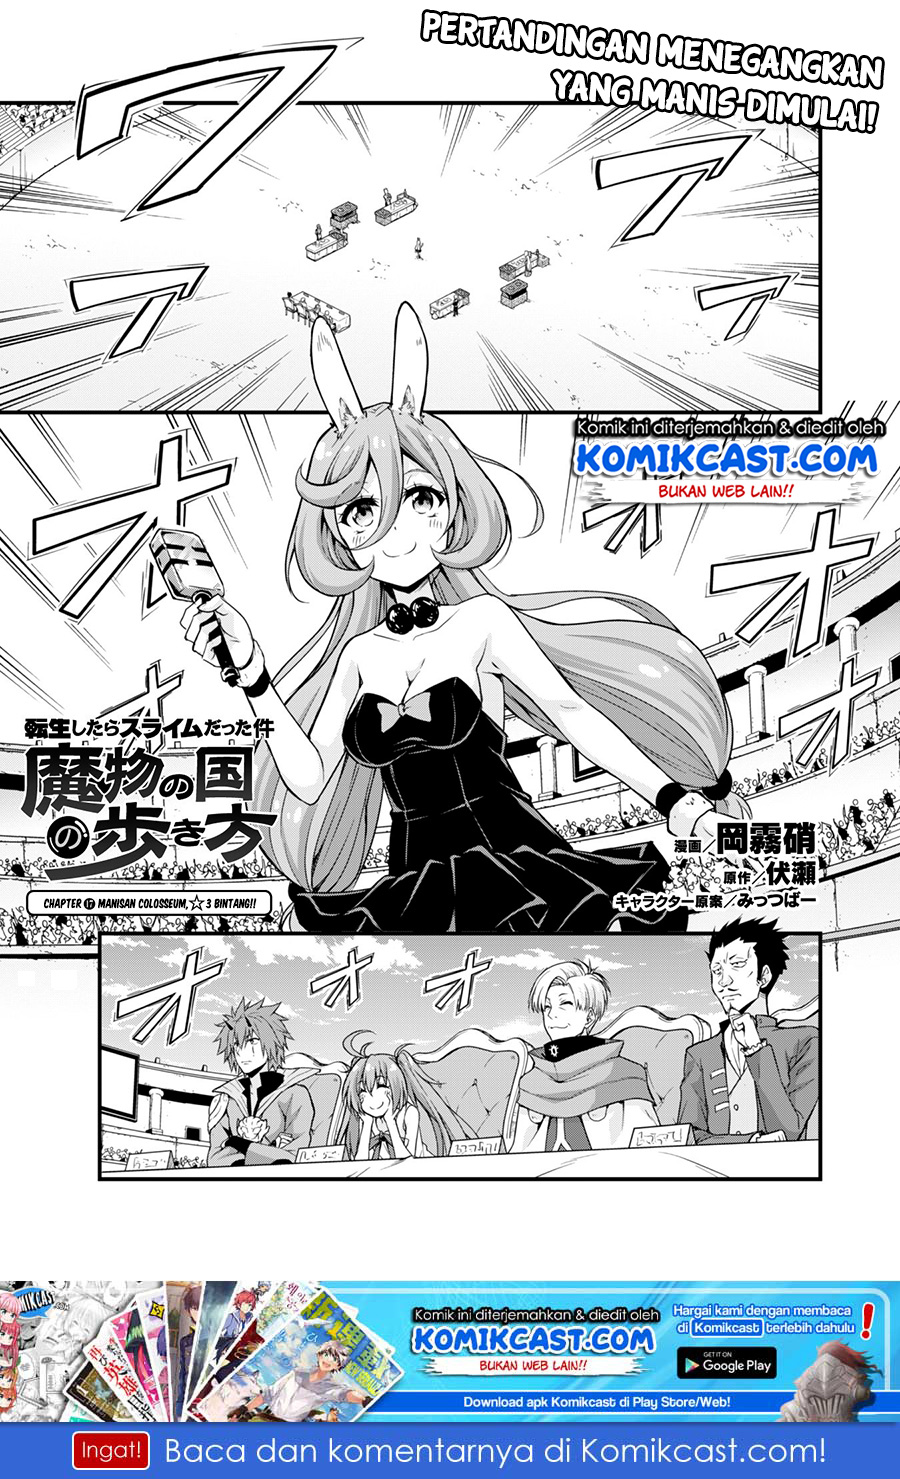 PERTANDINGAN MENEGANGKAN
YANG MANIS DIMULAI!
ワ
ァ
ァ
ァ
Komik ini diterjemahkan & diedit oleh
KOMIKCAST.COM
BUKAN WEB LAIN!!
オ
オ
オ
転生したらスライムだった件
魔物の国
の歩き方
CHAPTER 17 MANISAN COLOSSEUM, ☆ 3 BINTANG!!
漫画/岡霧硝
原作/伏瀬
キャラクター原案/みっつばー
オ
オ
オ
Komik ini diterjemahkan & diedit oleh
KOMIKCAST.COM
BUKAN WEB LAIN!!
Hargai kami dengan membaca
di Komikcast terlebih dahulu !
GET IT ON
Google Play
Download apk Komikcast di Play Store/Web!
Ingat! Baca dan komentarnya di Komikcast.com!